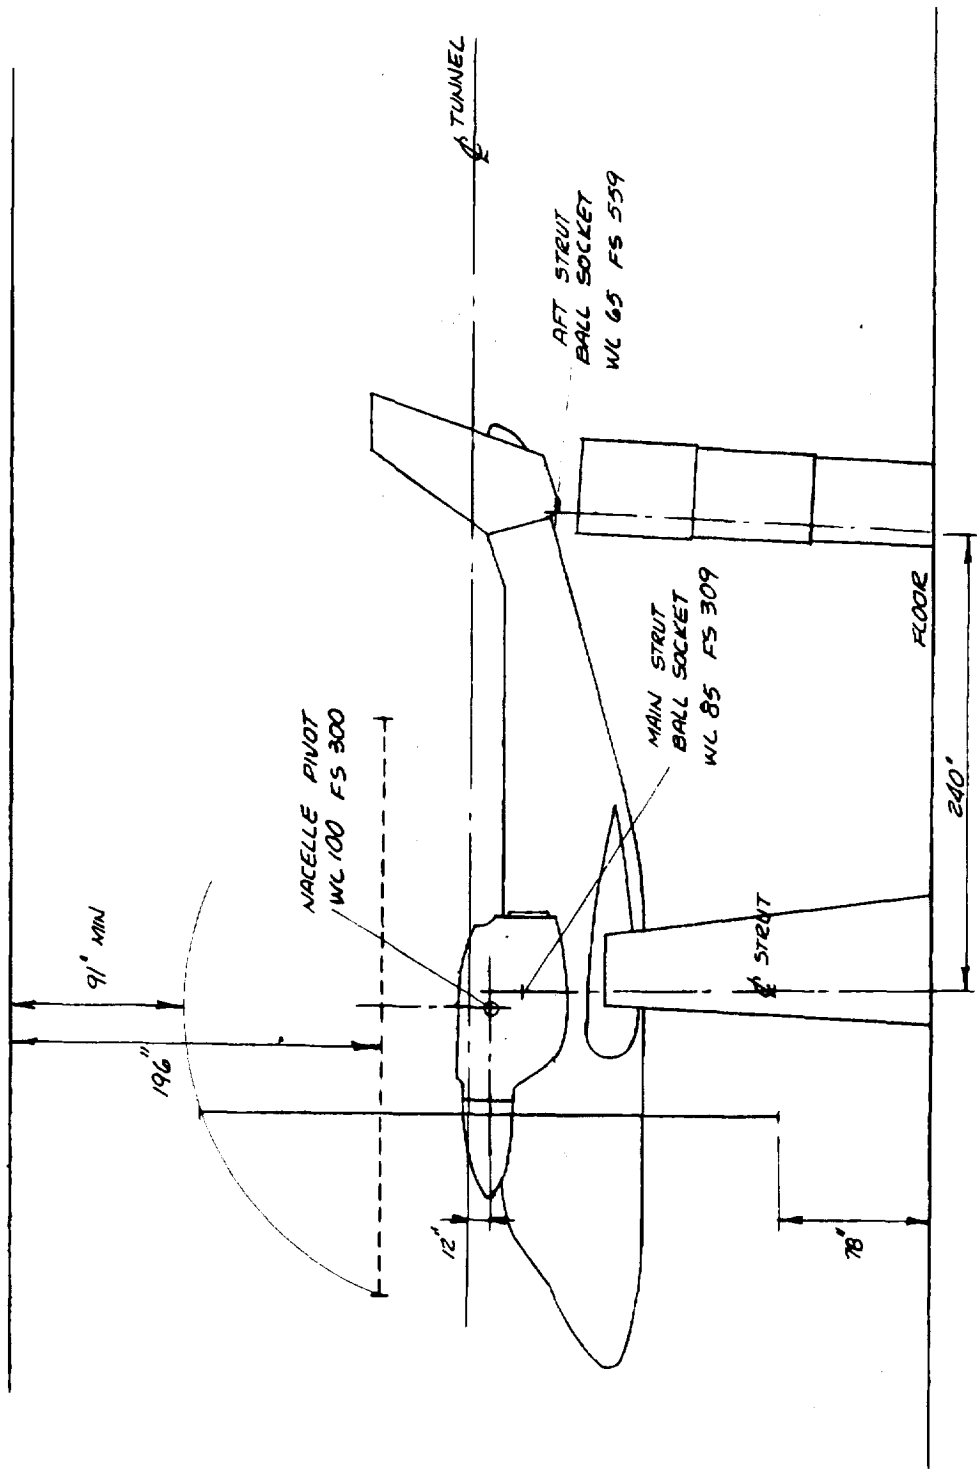 ℄ TUNNEL
AFT STRUT
BALL SOCKET
WL 65 FS 559
NACELLE PIVOT
WL 100 FS 300
MAIN STRUT
BALL SOCKET
WL 85 FS 309
91" MIN
196"
12"
78"
℄ STRUT
FLOOR
240"